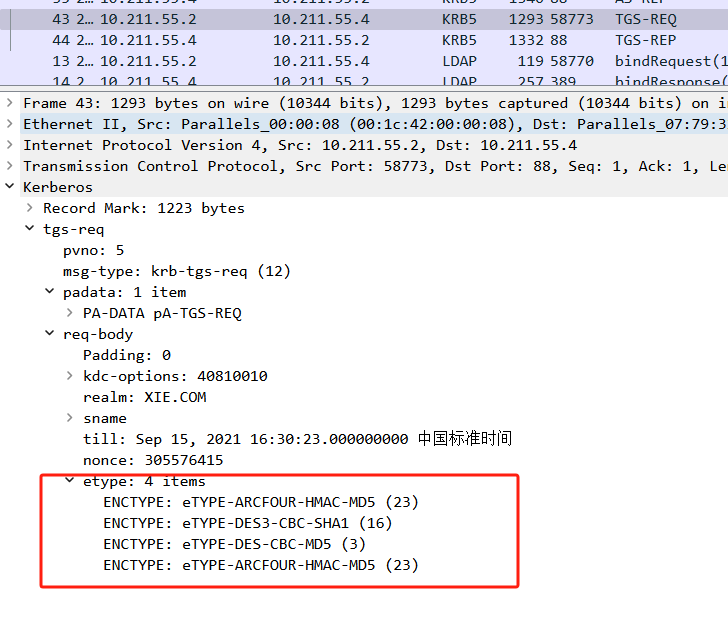 43 2… 10.211.55.2 10.211.55.4 KRB5 1293 58773 TGS-REQ
44 2… 10.211.55.4 10.211.55.2 KRB5 1332 88 TGS-REP
13 2… 10.211.55.2 10.211.55.4 LDAP 119 58770 bindRequest(1
14 2… 10.211.55.4 10.211.55.2 LDAP 257 389 bindResponse(
Frame 43: 1293 bytes on wire (10344 bits), 1293 bytes captured (10344 bits) on i
Ethernet II, Src: Parallels_00:00:08 (00:1c:42:00:00:08), Dst: Parallels_07:79:3
Internet Protocol Version 4, Src: 10.211.55.2, Dst: 10.211.55.4
Transmission Control Protocol, Src Port: 58773, Dst Port: 88, Seq: 1, Ack: 1, Le
Kerberos
Record Mark: 1223 bytes
tgs-req
pvno: 5
msg-type: krb-tgs-req (12)
padata: 1 item
PA-DATA pA-TGS-REQ
req-body
Padding: 0
kdc-options: 40810010
realm: XIE.COM
sname
till: Sep 15, 2021 16:30:23.000000000 中国标准时间
nonce: 305576415
etype: 4 items
ENCTYPE: eTYPE-ARCFOUR-HMAC-MD5 (23)
ENCTYPE: eTYPE-DES3-CBC-SHA1 (16)
ENCTYPE: eTYPE-DES-CBC-MD5 (3)
ENCTYPE: eTYPE-ARCFOUR-HMAC-MD5 (23)